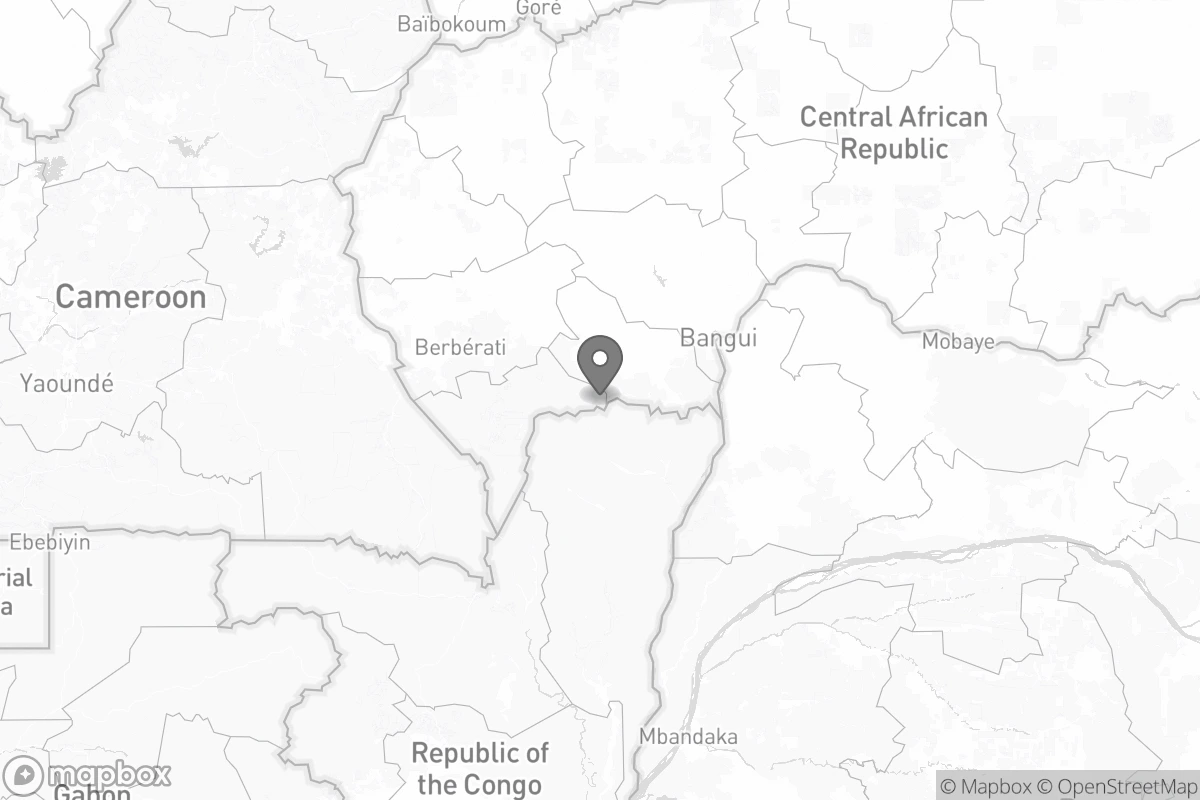 Goré
Baïbokoum
Central African
Republic
Cameroon
Bangui
Mobaye
Berbérati
Yaoundé
Ebebiyin
rial
a
Mbandaka
Republic of
the Congo
mapbox
Gabon
© Mapbox © OpenStreetMap